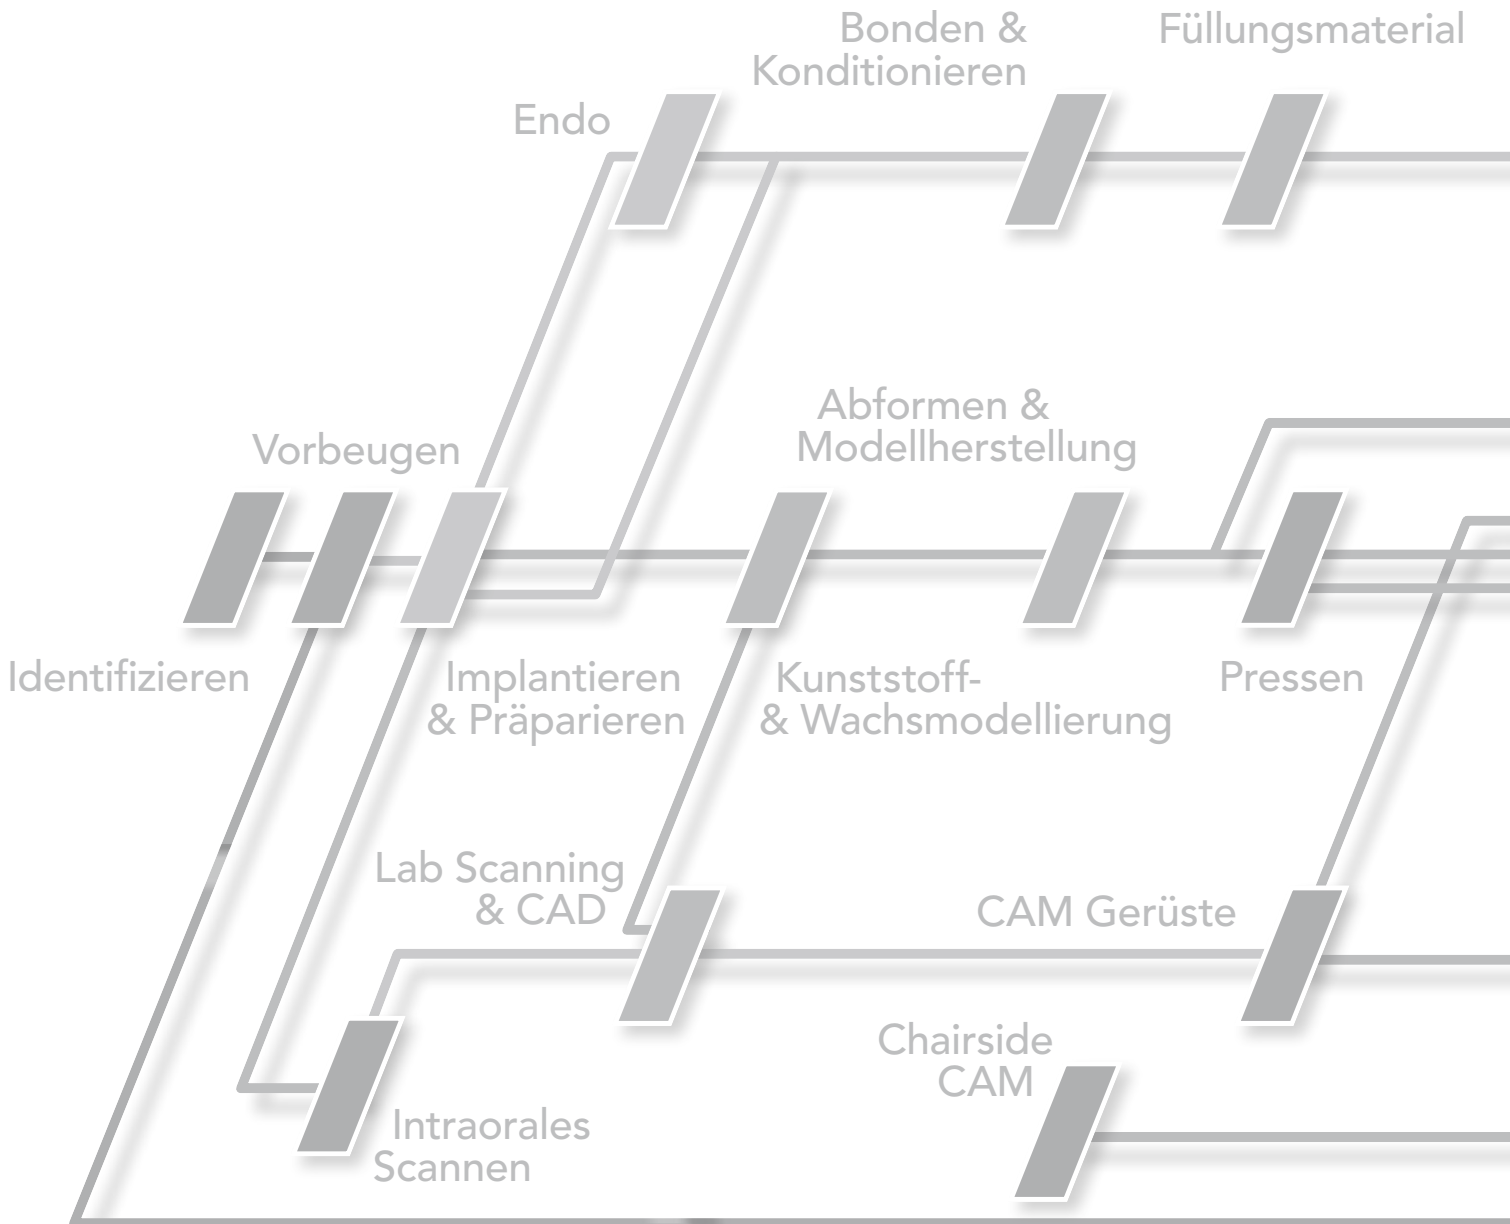 Bonden &
Konditionieren
Füllungsmaterial
Endo
Abformen &
Modellherstellung
Vorbeugen
Identifizieren
Implantieren
& Präparieren
Kunststoff-
& Wachsmodellierung
Pressen
Lab Scanning
& CAD
CAM Gerüste
Chairside
CAM
Intraorales
Scannen